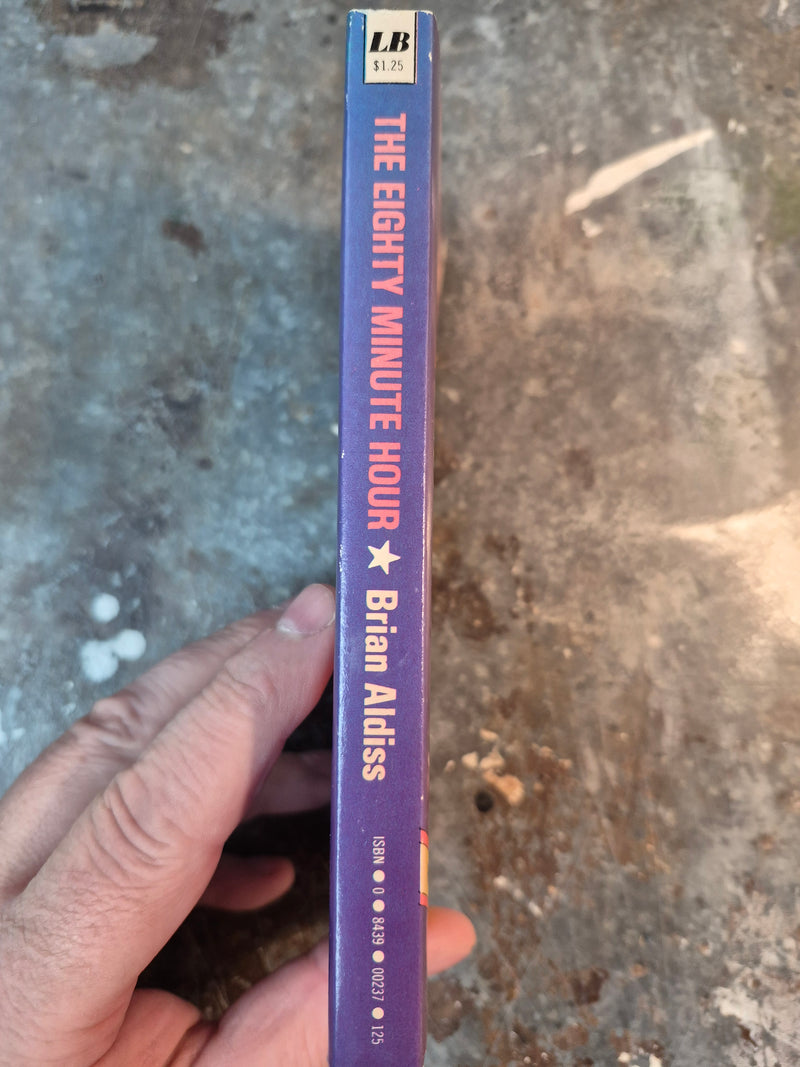 LB
$1.25
THE EIGHTY MINUTE HOUR ★ Brian Aldiss
ISBN ● 0 ● 8439 ● 00237 ● 125